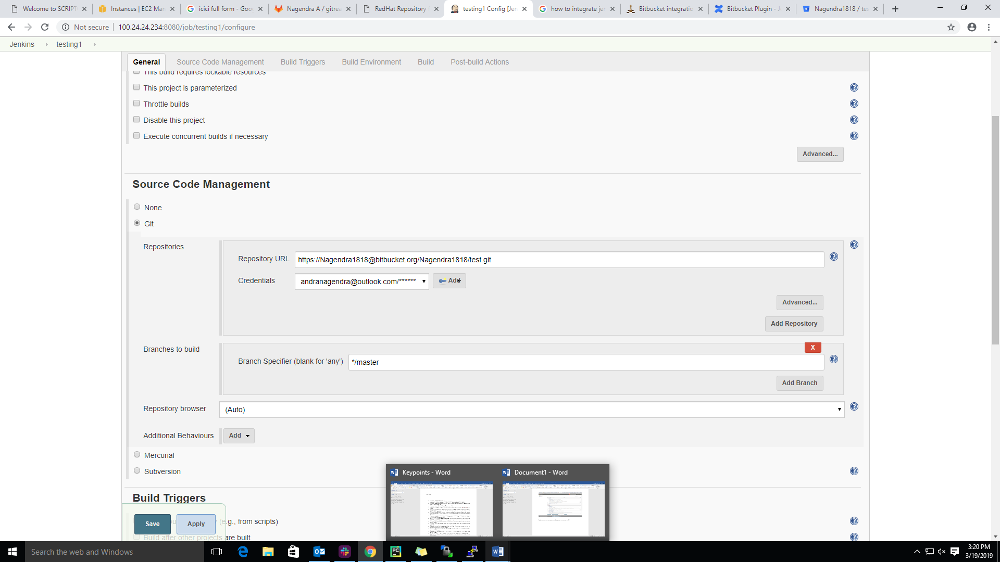 Welcome to SCRIPT
Instances | EC2 Man
icici full form - Goo
Nagendra A / gitrea
RedHat Repository
testing1 Config [Jen
how to integrate je
Bitbucket integratio
Bitbucket Plugin - J
Nagendra1818 / tes
Not secure
100.24.24.234:8080/job/testing1/configure
Jenkins
testing1
General
Source Code Management
Build Triggers
Build Environment
Build
Post-build Actions
This build requires lockable resources
This project is parameterized
Throttle builds
Disable this project
Execute concurrent builds if necessary
Advanced...
Source Code Management
None
Git
Repositories
Repository URL
https://Nagendra1818@bitbucket.org/Nagendra1818/test.git
Credentials
andranagendra@outlook.com/******
Add
Advanced...
Add Repository
Branches to build
X
Branch Specifier (blank for 'any')
*/master
Add Branch
Repository browser
(Auto)
Additional Behaviours
Add
Mercurial
Subversion
Build Triggers
(e.g., from scripts)
Build after other projects are built
Save
Apply
Keypoints - Word
Document1 - Word
Search the web and Windows
3:20 PM
3/19/2019